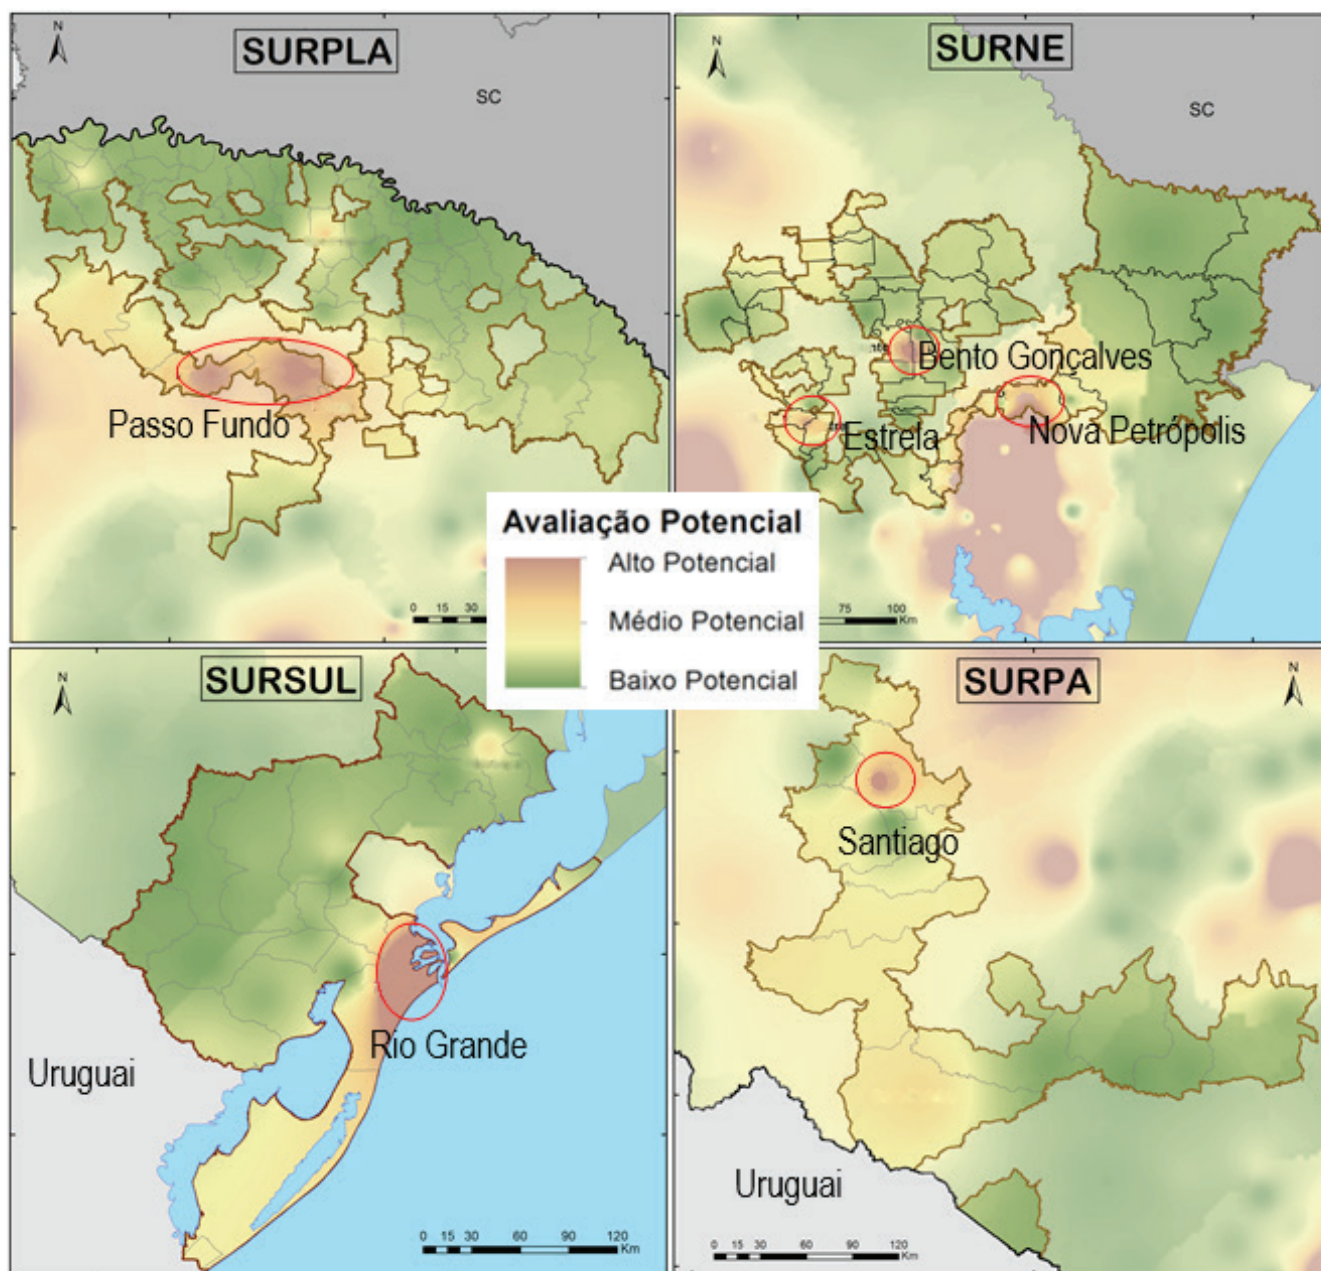 N
SURPLA
SC
Passo Fundo
0 15 30
N
SURNE
SC
Bento Gonçalves
Estrela
Nova Petrópolis
75 100
Km
Avaliação Potencial
Alto Potencial
Médio Potencial
Baixo Potencial
N
SURSUL
Rio Grande
Uruguai
0 15 30 60 90 120
Km
SURPA
N
Santiago
Uruguai
0 15 30 60 90 120
Km